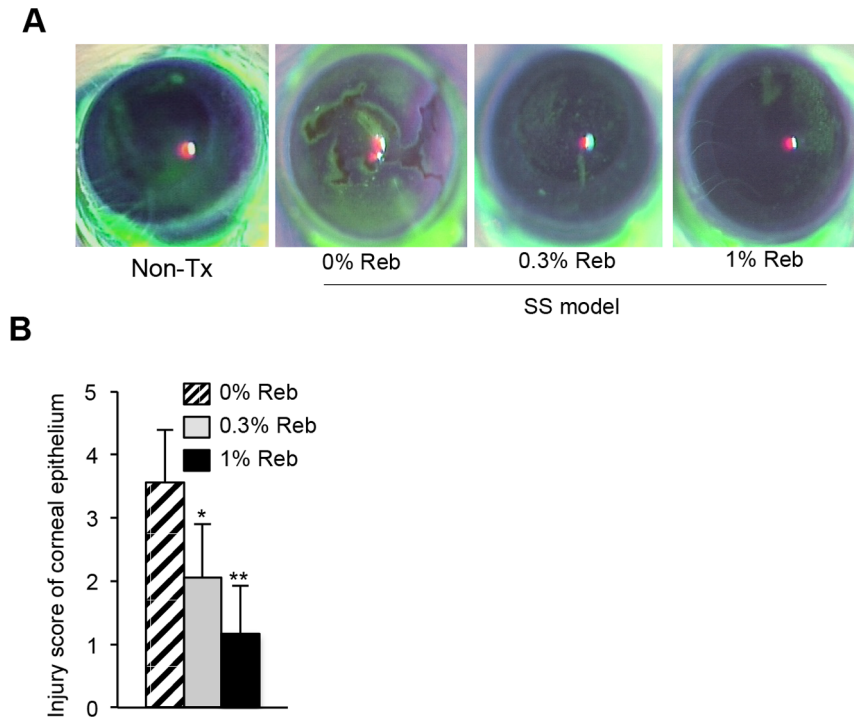 A
Non-Tx
0% Reb
0.3% Reb
1% Reb
SS model
B
Injury score of corneal epithelium
5
4
3
2
1
0
0% Reb
0.3% Reb
1% Reb
*
**